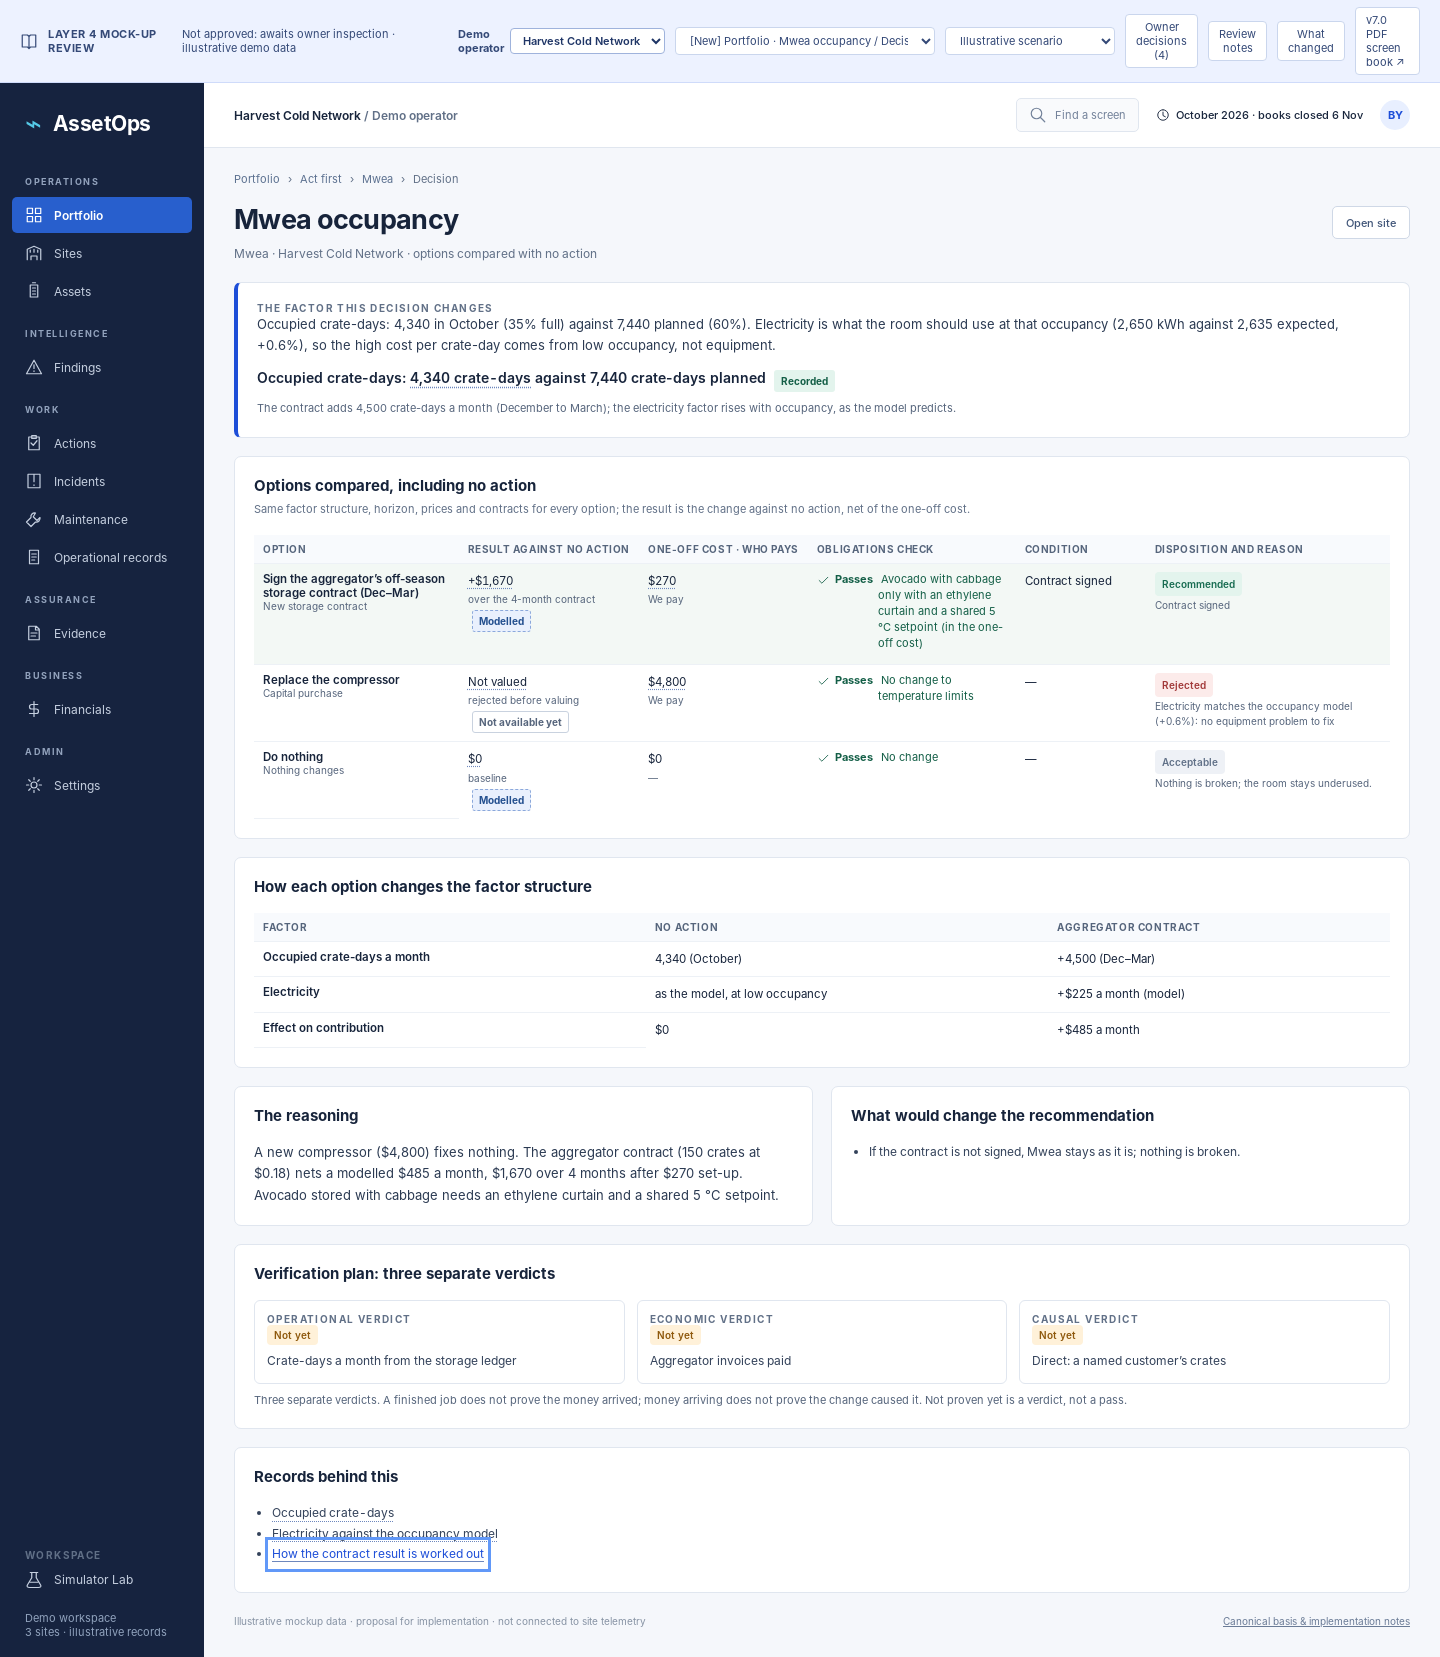 LAYER 4 MOCK-UP
REVIEW
Not approved: awaits owner inspection ·
illustrative demo data
Demo
operator
Harvest Cold Network
[New] Portfolio · Mwea occupancy / Decis
Illustrative scenario
Owner
decisions
(4)
Review
notes
What
changed
v7.0
PDF
screen
book ↗
AssetOps
OPERATIONS
Portfolio
Sites
Assets
INTELLIGENCE
Findings
WORK
Actions
Incidents
Maintenance
Operational records
ASSURANCE
Evidence
BUSINESS
Financials
ADMIN
Settings
WORKSPACE
Simulator Lab
Demo workspace
3 sites · illustrative records
Harvest Cold Network / Demo operator
Find a screen
October 2026 · books closed 6 Nov
BY
Portfolio › Act first › Mwea › Decision
Mwea occupancy
Open site
Mwea · Harvest Cold Network · options compared with no action
THE FACTOR THIS DECISION CHANGES
Occupied crate-days: 4,340 in October (35% full) against 7,440 planned (60%). Electricity is what the room should use at that occupancy (2,650 kWh against 2,635 expected,
+0.6%), so the high cost per crate-day comes from low occupancy, not equipment.
Occupied crate-days: 4,340 crate-days against 7,440 crate-days planned Recorded
The contract adds 4,500 crate-days a month (December to March); the electricity factor rises with occupancy, as the model predicts.
Options compared, including no action
Same factor structure, horizon, prices and contracts for every option; the result is the change against no action, net of the one-off cost.
OPTION RESULT AGAINST NO ACTION ONE-OFF COST · WHO PAYS OBLIGATIONS CHECK CONDITION DISPOSITION AND REASON
Sign the aggregator's off-season
storage contract (Dec–Mar)
New storage contract
+$1,670
over the 4-month contract
Modelled
$270
We pay
Passes Avocado with cabbage
only with an ethylene
curtain and a shared 5
°C setpoint (in the one-
off cost)
Contract signed
Recommended
Contract signed
Replace the compressor
Capital purchase
Not valued
rejected before valuing
Not available yet
$4,800
We pay
Passes No change to
temperature limits
—
Rejected
Electricity matches the occupancy model
(+0.6%): no equipment problem to fix
Do nothing
Nothing changes
$0
baseline
Modelled
$0
—
Passes No change
—
Acceptable
Nothing is broken; the room stays underused.
How each option changes the factor structure
FACTOR NO ACTION AGGREGATOR CONTRACT
Occupied crate-days a month 4,340 (October) +4,500 (Dec–Mar)
Electricity as the model, at low occupancy +$225 a month (model)
Effect on contribution $0 +$485 a month
The reasoning
A new compressor ($4,800) fixes nothing. The aggregator contract (150 crates at
$0.18) nets a modelled $485 a month, $1,670 over 4 months after $270 set-up.
Avocado stored with cabbage needs an ethylene curtain and a shared 5 °C setpoint.
What would change the recommendation
• If the contract is not signed, Mwea stays as it is; nothing is broken.
Verification plan: three separate verdicts
OPERATIONAL VERDICT
Not yet
Crate-days a month from the storage ledger
ECONOMIC VERDICT
Not yet
Aggregator invoices paid
CAUSAL VERDICT
Not yet
Direct: a named customer's crates
Three separate verdicts. A finished job does not prove the money arrived; money arriving does not prove the change caused it. Not proven yet is a verdict, not a pass.
Records behind this
• Occupied crate-days
• Electricity against the occupancy model
• How the contract result is worked out
Illustrative mockup data · proposal for implementation · not connected to site telemetry
Canonical basis & implementation notes